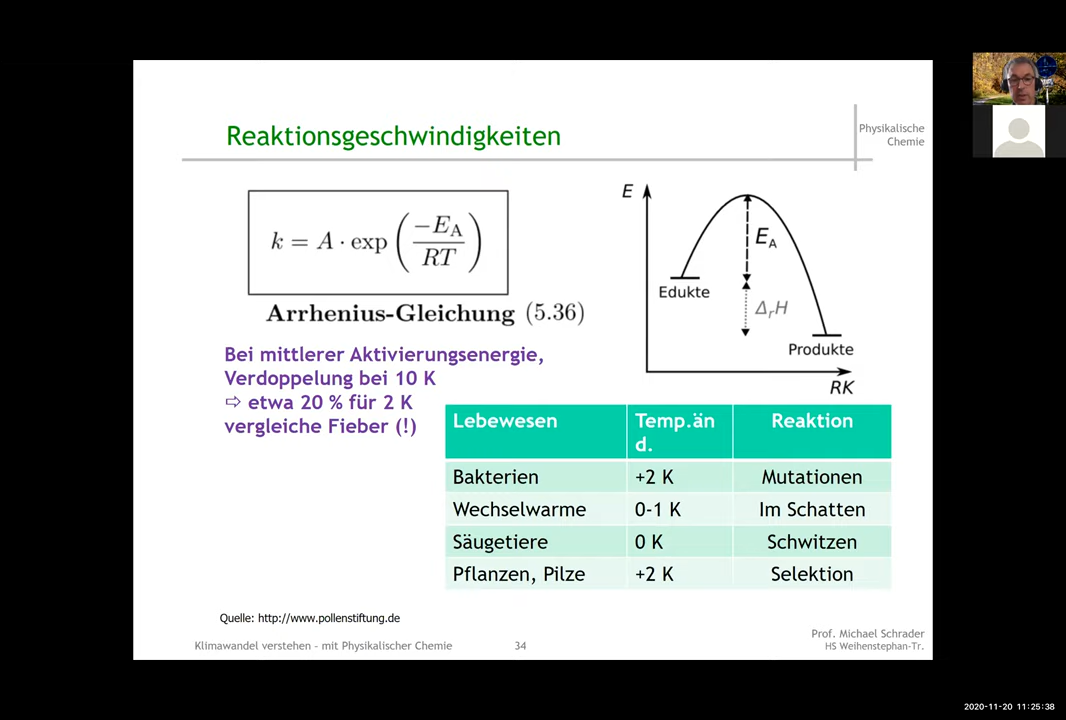 Reaktionsgeschwindigkeiten
Physikalische
Chemie
k = A · exp ( −E_A / RT )
Arrhenius-Gleichung (5.36)
E
E_A
Edukte
Δ_rH
Produkte
RK
Bei mittlerer Aktivierungsenergie,
Verdoppelung bei 10 K
⇨ etwa 20 % für 2 K
vergleiche Fieber (!)
Lebewesen Temp.än Reaktion
d.
Bakterien +2 K Mutationen
Wechselwarme 0-1 K Im Schatten
Säugetiere 0 K Schwitzen
Pflanzen, Pilze +2 K Selektion
Quelle: http://www.pollenstiftung.de
Klimawandel verstehen - mit Physikalischer Chemie 34
Prof. Michael Schrader
HS Weihenstephan-Tr.
2020-11-20 11:25:38